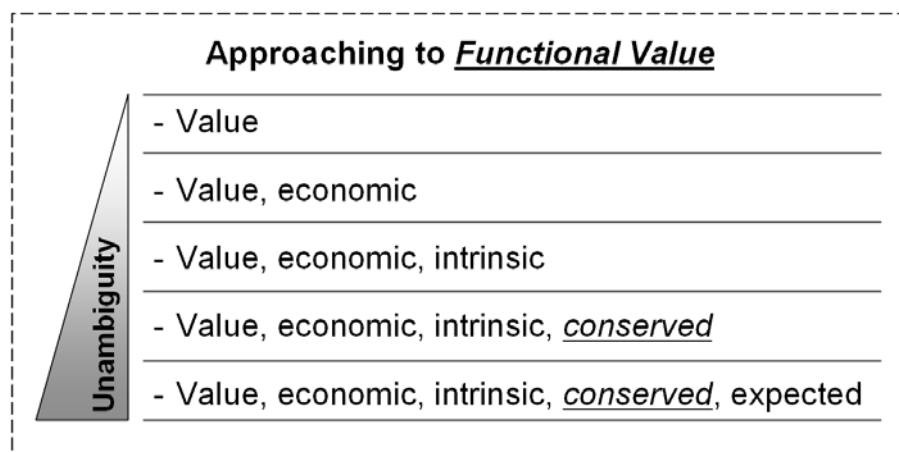 Approaching to Functional Value
- Value
- Value, economic
- Value, economic, intrinsic
- Value, economic, intrinsic, conserved
- Value, economic, intrinsic, conserved, expected
Unambiguity